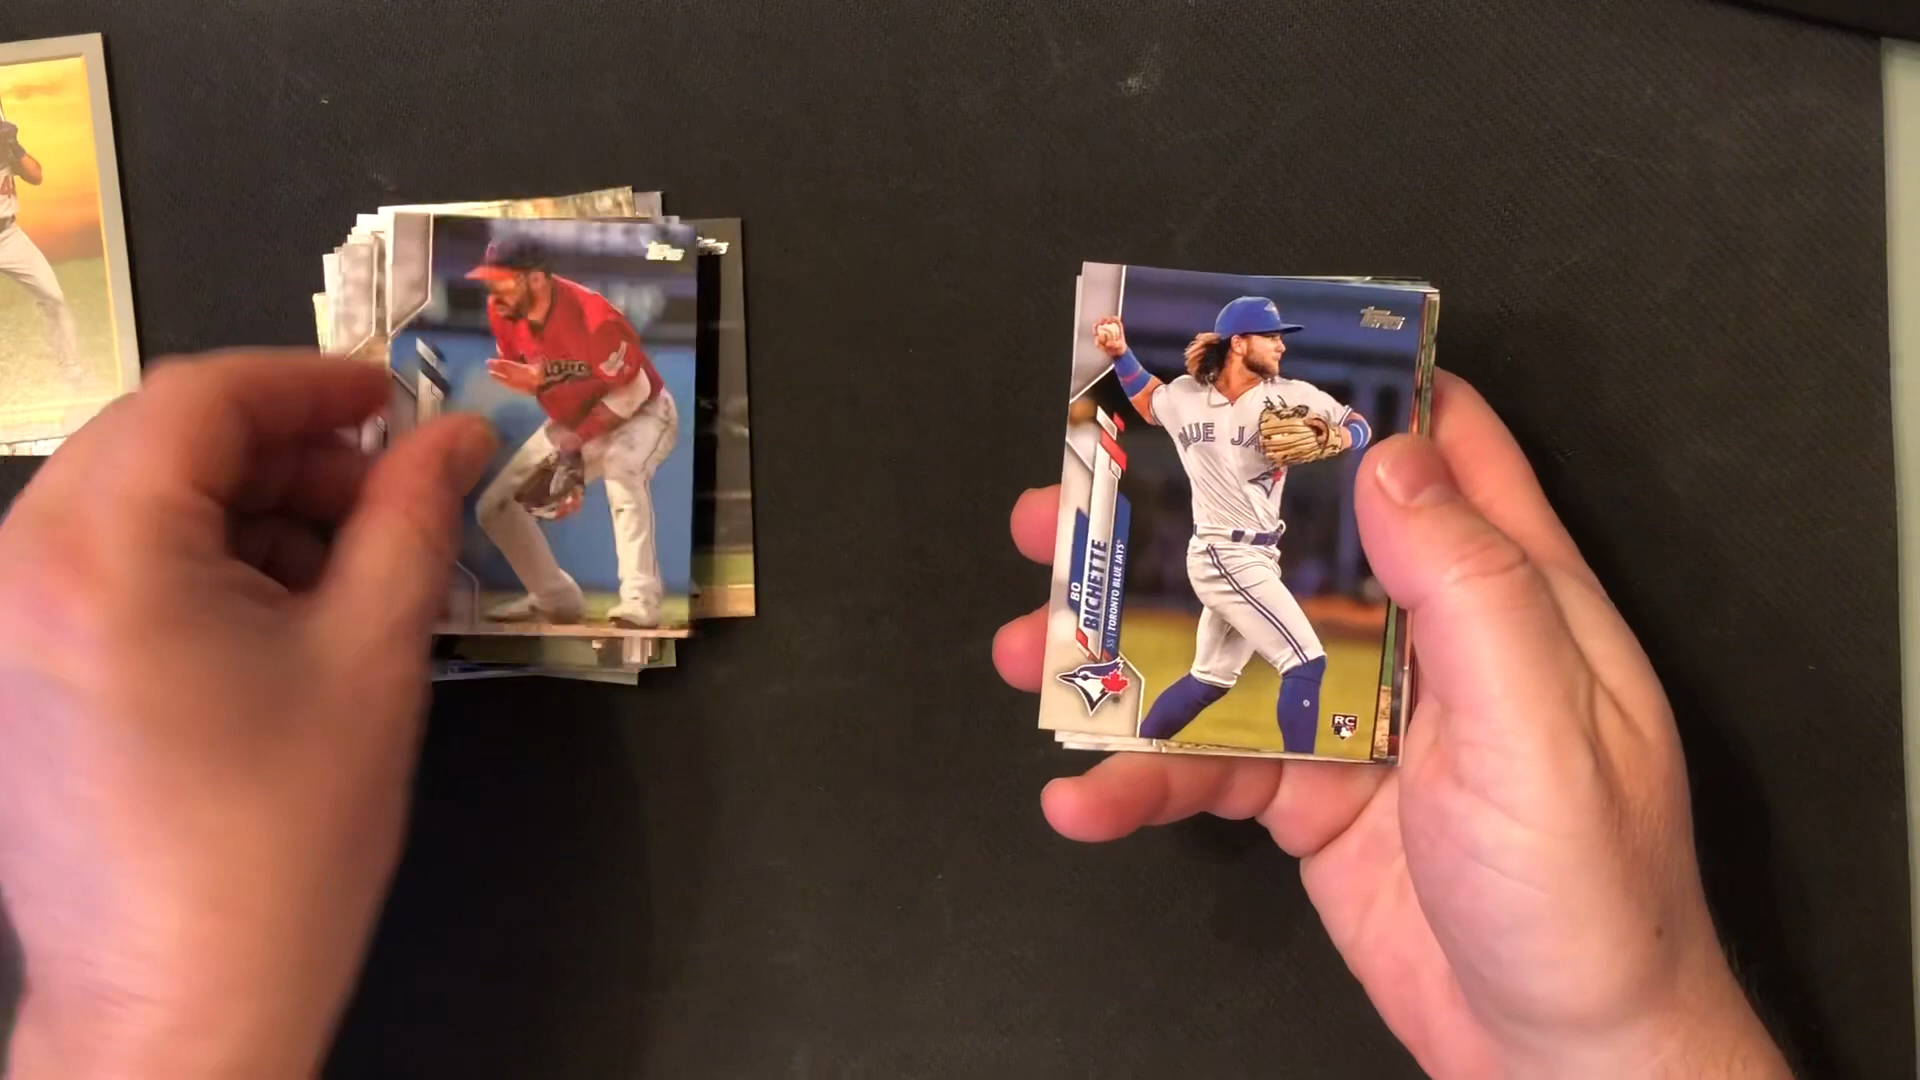 Topps
Topps
BLUE JA
BO
BICHETTE
SS | TORONTO BLUE JAYS
RC